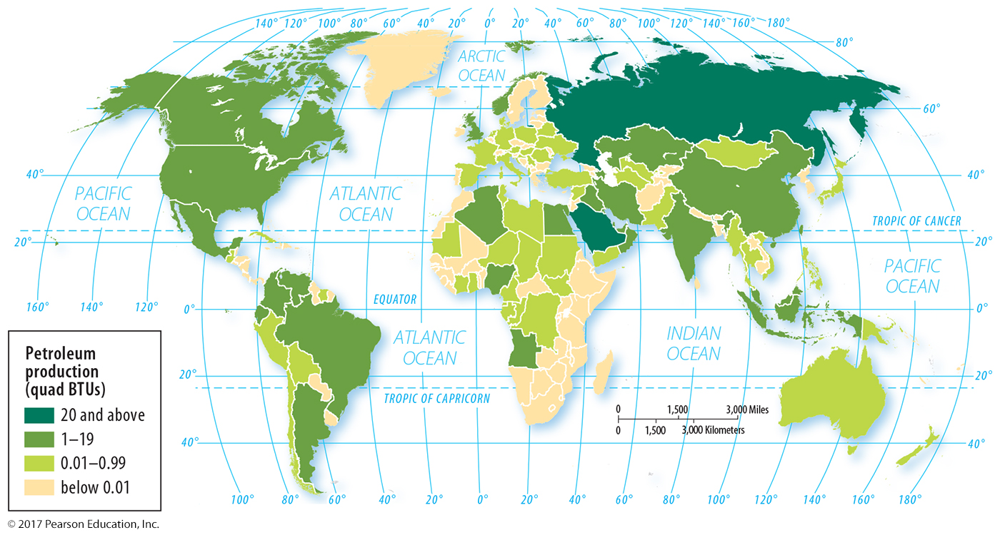 140° 120° 100° 80° 60° 40° 20° 0° 20° 40° 60° 80° 100° 120° 140° 160° 180°
80°
ARCTIC
OCEAN
60°
40°
40°
PACIFIC
OCEAN
ATLANTIC
OCEAN
TROPIC OF CANCER
20°
20°
PACIFIC
OCEAN
160° 140° 120°
EQUATOR
0°
0°
ATLANTIC
OCEAN
INDIAN
OCEAN
20°
20°
TROPIC OF CAPRICORN
0 1,500 3,000 Miles
0 1,500 3,000 Kilometers
40°
40°
100° 80° 60° 40° 20° 0° 20° 40° 60° 80° 100° 120° 140° 160° 180°
Petroleum
production
(quad BTUs)
20 and above
1–19
0.01–0.99
below 0.01
© 2017 Pearson Education, Inc.